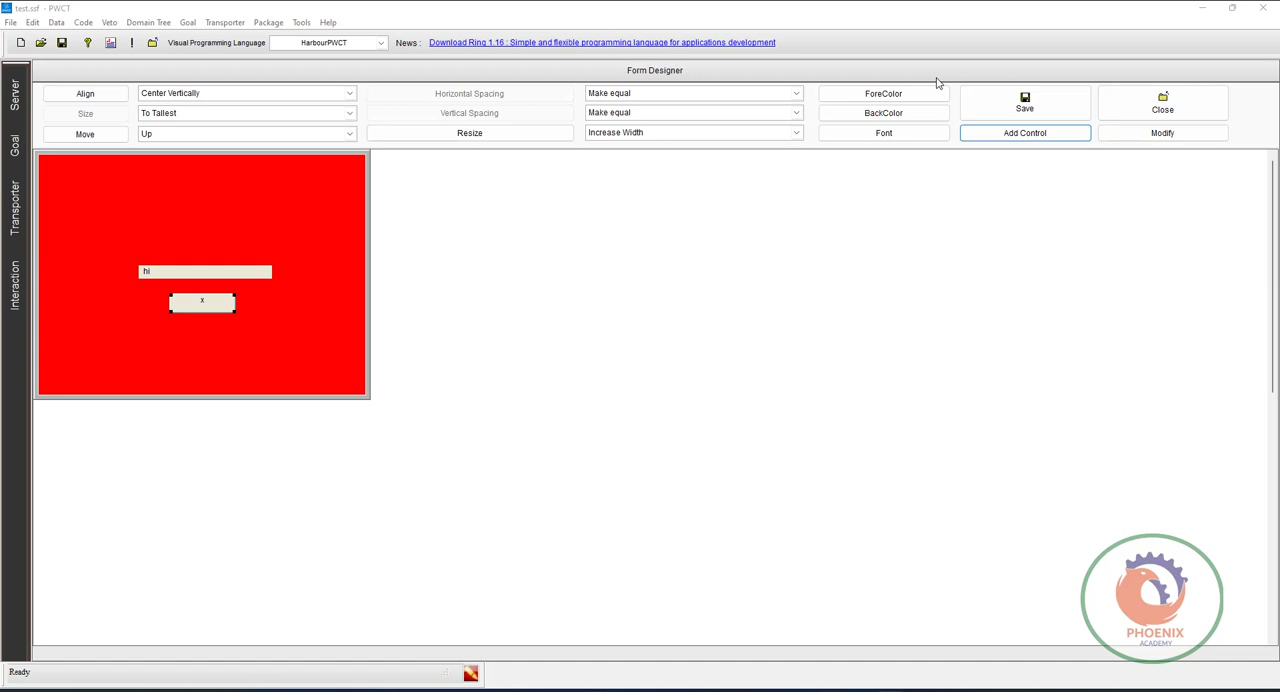 test.ssf - PWCT
File Edit Data Code Veto Domain Tree Goal Transporter Package Tools Help
Visual Programming Language HarbourPWCT News : Download Ring 1.16 : Simple and flexible programming language for applications development
Form Designer
Align Center Vertically Horizontal Spacing Make equal ForeColor Save Close
Size To Tallest Vertical Spacing Make equal BackColor
Move Up Resize Increase Width Font Add Control Modify
Server
Goal
Transporter
Interaction
hi
x
PHOENIX
ACADEMY
Ready